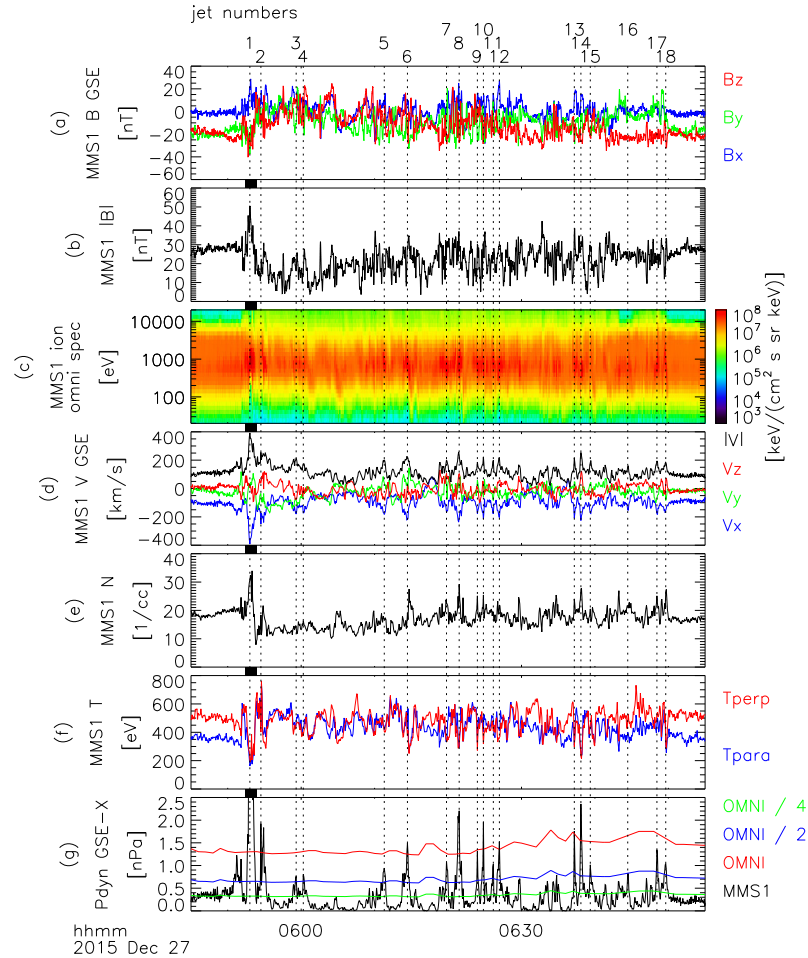 jet numbers
1 3 5 7 10 13 16 17
2 4 6 8 11 14 18
9 12 15
(a)
MMS1 B GSE
[nT]
40
20
0
−20
−40
−60
Bz
By
Bx
(b)
MMS1 |B|
[nT]
60
50
40
30
20
10
0
(c)
MMS1 ion
omni spec
[eV]
10000
1000
100
10^8
10^7
10^6
10^5
10^4
10^3
[keV/(cm^2 s sr keV)]
(d)
MMS1 V GSE
[km/s]
400
200
0
−200
−400
|V|
Vz
Vy
Vx
(e)
MMS1 N
[1/cc]
40
30
20
10
0
(f)
MMS1 T
[eV]
800
600
400
200
0
Tperp
Tpara
(g)
Pdyn GSE-X
[nPa]
2.5
2.0
1.5
1.0
0.5
0.0
OMNI / 4
OMNI / 2
OMNI
MMS1
hhmm
2015 Dec 27
0600
0630